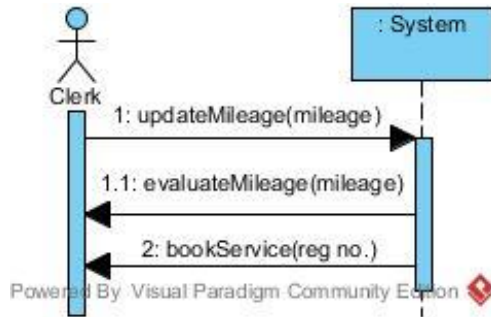 : System
Clerk
1: updateMileage(mileage)
1.1: evaluateMileage(mileage)
2: bookService(reg no.)
Powered By Visual Paradigm Community Edition